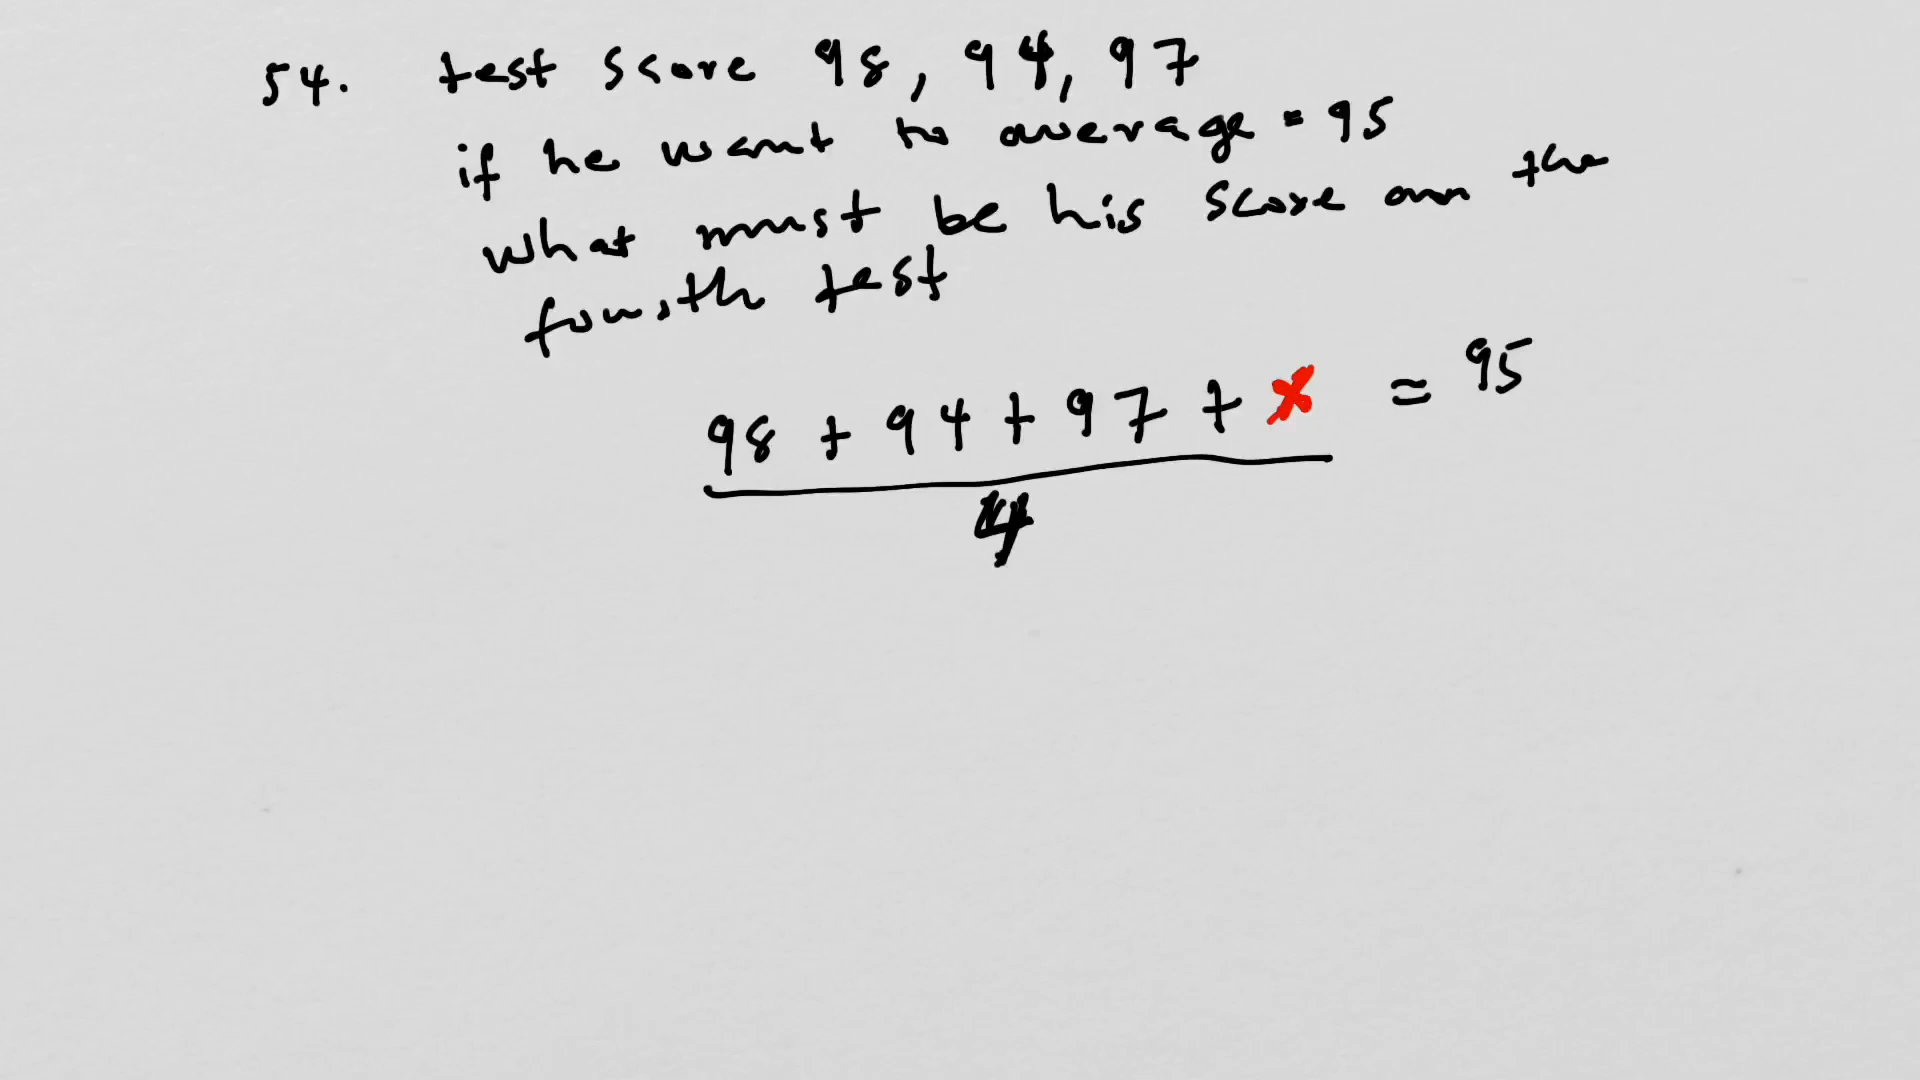 54. test score 98, 94, 97
if he want to average = 95
what must be his score on the
fourth test
98 + 94 + 97 + x = 95
4